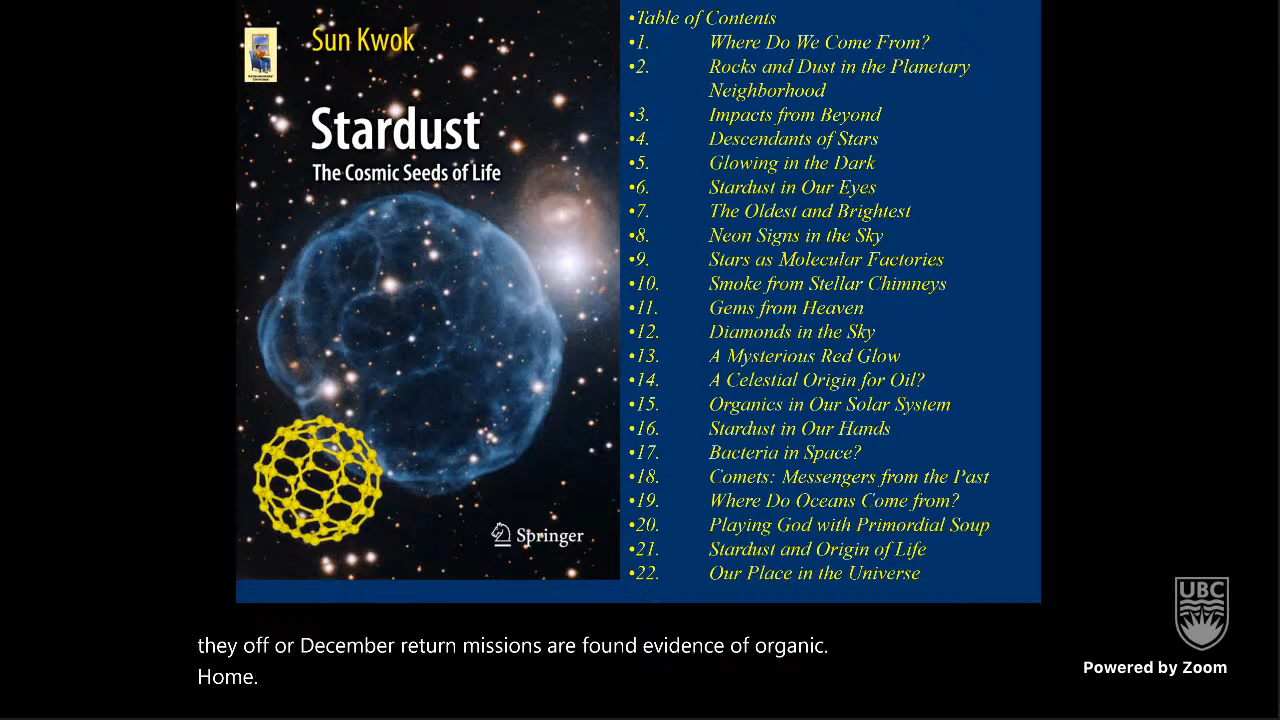 Sun Kwok
Stardust
The Cosmic Seeds of Life
Springer
•Table of Contents
•1. Where Do We Come From?
•2. Rocks and Dust in the Planetary
Neighborhood
•3. Impacts from Beyond
•4. Descendants of Stars
•5. Glowing in the Dark
•6. Stardust in Our Eyes
•7. The Oldest and Brightest
•8. Neon Signs in the Sky
•9. Stars as Molecular Factories
•10. Smoke from Stellar Chimneys
•11. Gems from Heaven
•12. Diamonds in the Sky
•13. A Mysterious Red Glow
•14. A Celestial Origin for Oil?
•15. Organics in Our Solar System
•16. Stardust in Our Hands
•17. Bacteria in Space?
•18. Comets: Messengers from the Past
•19. Where Do Oceans Come from?
•20. Playing God with Primordial Soup
•21. Stardust and Origin of Life
•22. Our Place in the Universe
they off or December return missions are found evidence of organic.
Home.
UBC
Powered by Zoom